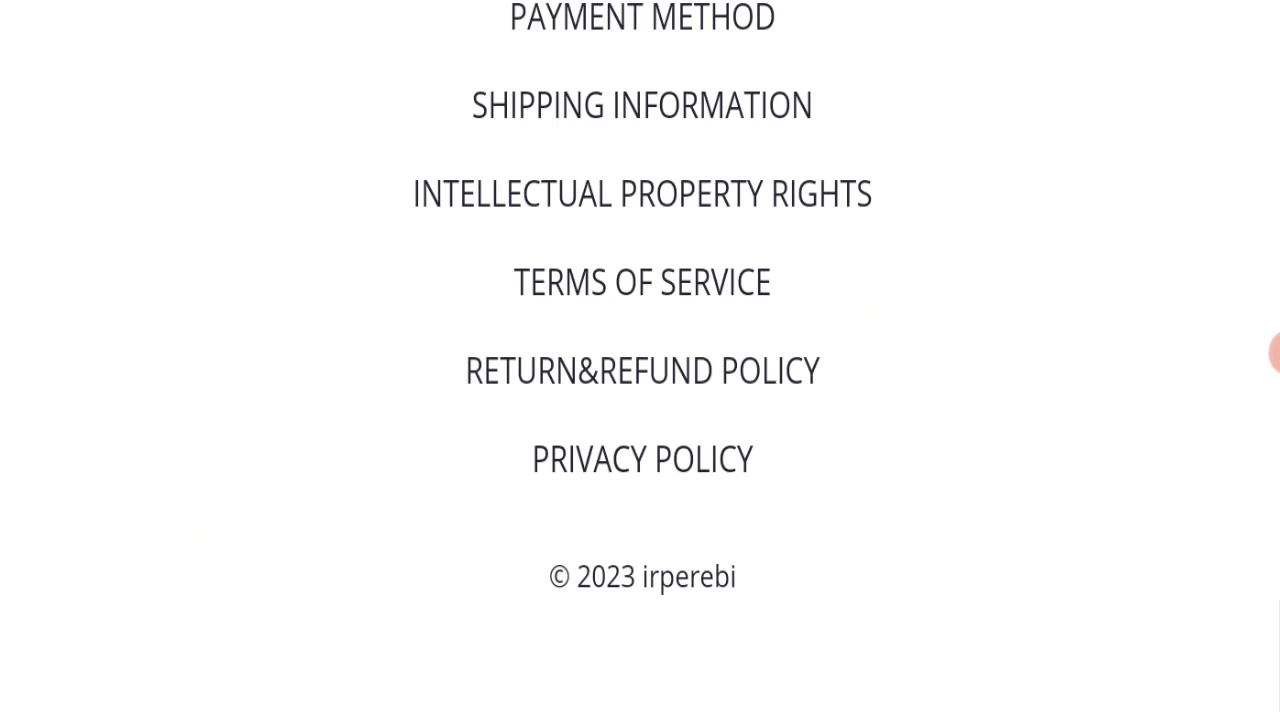 PAYMENT METHOD
SHIPPING INFORMATION
INTELLECTUAL PROPERTY RIGHTS
TERMS OF SERVICE
RETURN&REFUND POLICY
PRIVACY POLICY
© 2023 irperebi